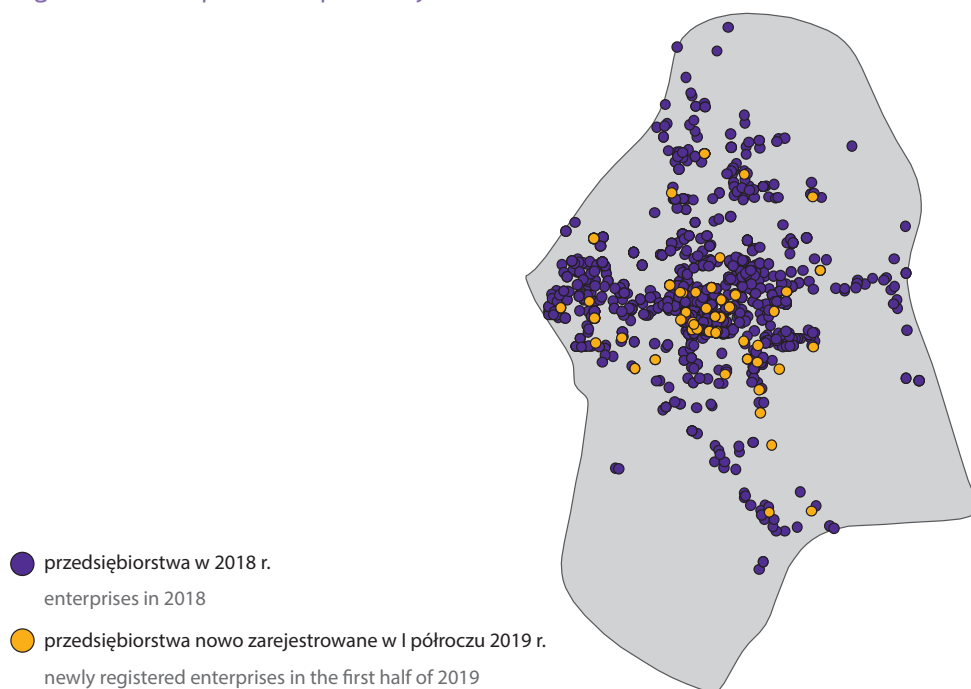 przedsiębiorstwa w 2018 r.
enterprises in 2018
przedsiębiorstwa nowo zarejestrowane w I półroczu 2019 r.
newly registered enterprises in the first half of 2019